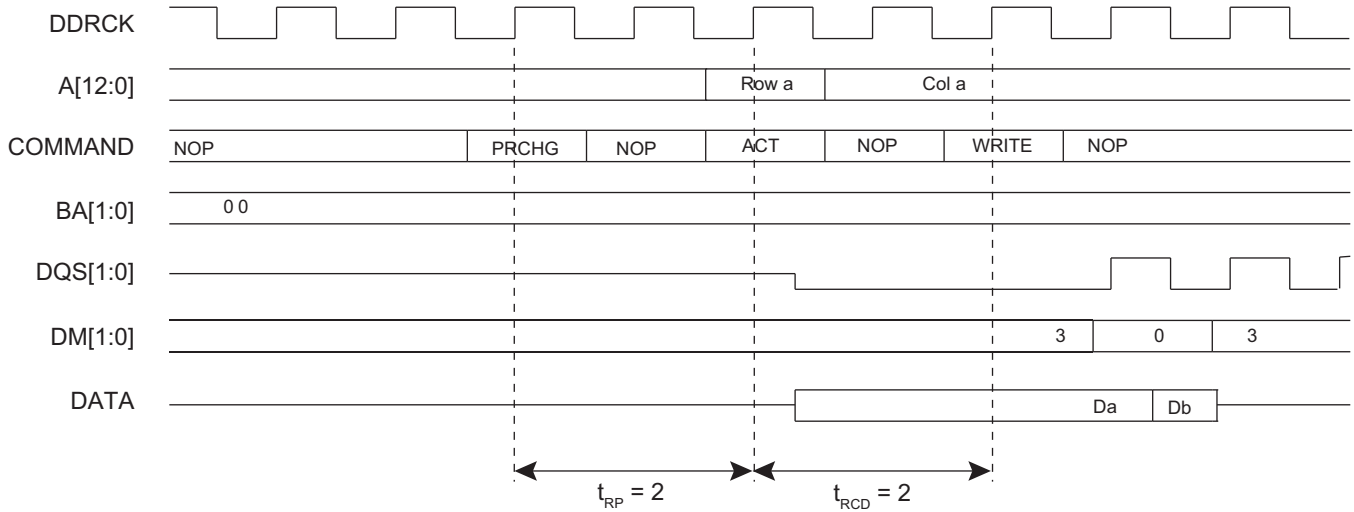 DDRCK
A[12:0] Row a Col a
COMMAND NOP PRCHG NOP ACT NOP WRITE NOP
BA[1:0] 0 0
DQS[1:0]
DM[1:0] 3 0 3
DATA Da Db
tRP = 2 tRCD = 2